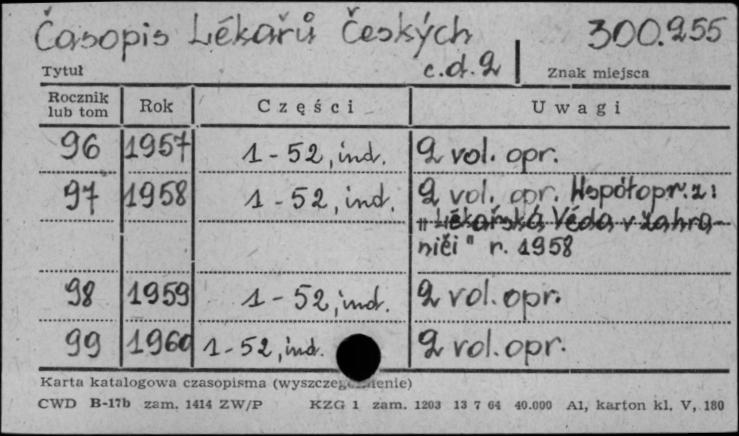 Časopis Lékařů Českých 300.255
Tytuł c.d.2 Znak miejsca
Rocznik lub tom Rok Części Uwagi
96 1957 1-52, ind. 2 vol. opr.
97 1958 1-52, ind. 2 vol. opr. Współopr. z:
"Lékařská Věda v zahra-
niči" r. 1958
98 1959 1-52, ind. 2 vol. opr.
99 1960 1-52, ind. 2 vol. opr.
Karta katalogowa czasopisma
CWD B-17b zam. 1414 ZW/P KZG 1 zam. 1203 13 7 64 40.000 A1, karton kl. V, 180